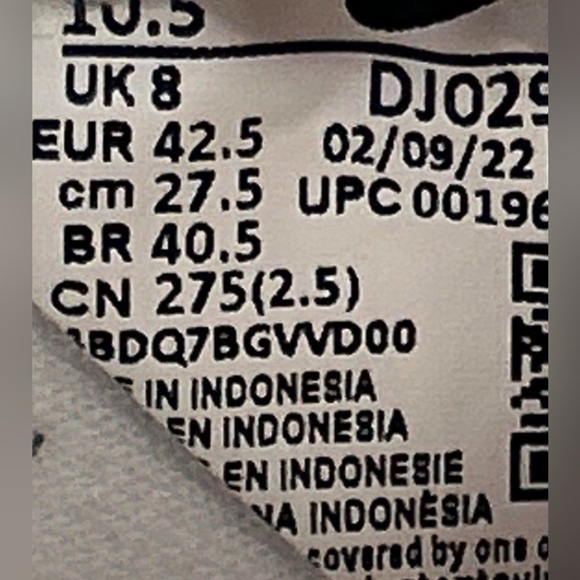 10.5
UK 8 DJ029
EUR 42.5 02/09/22
cm 27.5 UPC 00196
BR 40.5
CN 275(2.5)
BDQ7BGVVD00
IN INDONESIA
EN INDONESIA
EN INDONESIE
NA INDONÈSIA
covered by one